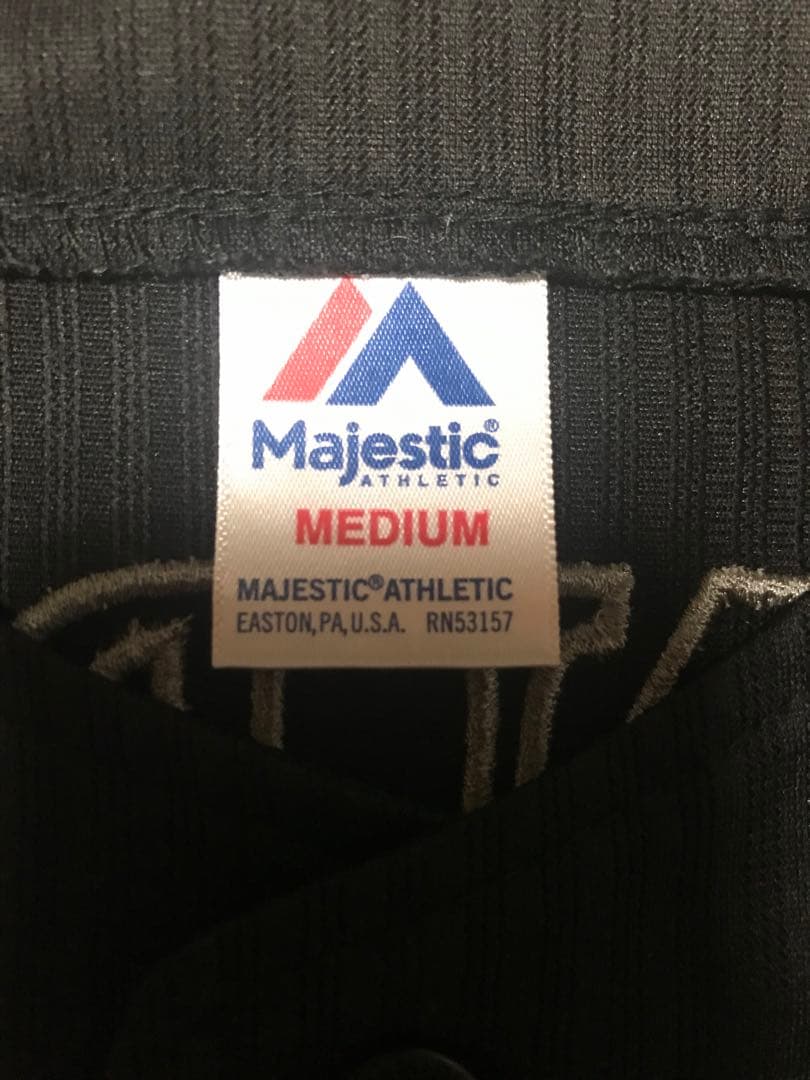 Majestic®
ATHLETIC
MEDIUM
MAJESTIC®ATHLETIC
EASTON, PA, U.S.A. RN53157